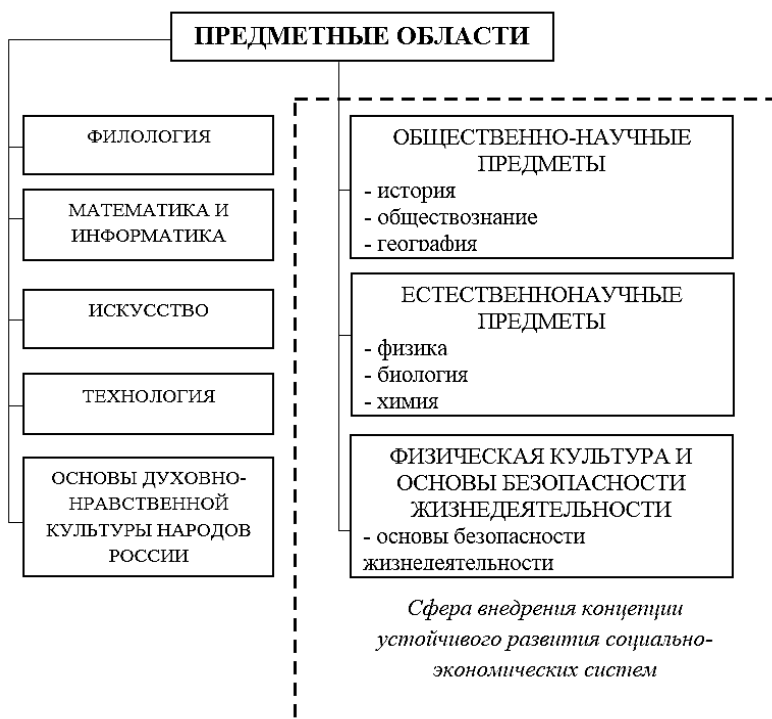 ПРЕДМЕТНЫЕ ОБЛАСТИ
ФИЛОЛОГИЯ
МАТЕМАТИКА И
ИНФОРМАТИКА
ИСКУССТВО
ТЕХНОЛОГИЯ
ОСНОВЫ ДУХОВНО-
НРАВСТВЕННОЙ
КУЛЬТУРЫ НАРОДОВ
РОССИИ
ОБЩЕСТВЕННО-НАУЧНЫЕ
ПРЕДМЕТЫ
- история
- обществознание
- география
ЕСТЕСТВЕННОНАУЧНЫЕ
ПРЕДМЕТЫ
- физика
- биология
- химия
ФИЗИЧЕСКАЯ КУЛЬТУРА И
ОСНОВЫ БЕЗОПАСНОСТИ
ЖИЗНЕДЕЯТЕЛЬНОСТИ
- основы безопасности
жизнедеятельности
Сфера внедрения концепции
устойчивого развития социально-
экономических систем